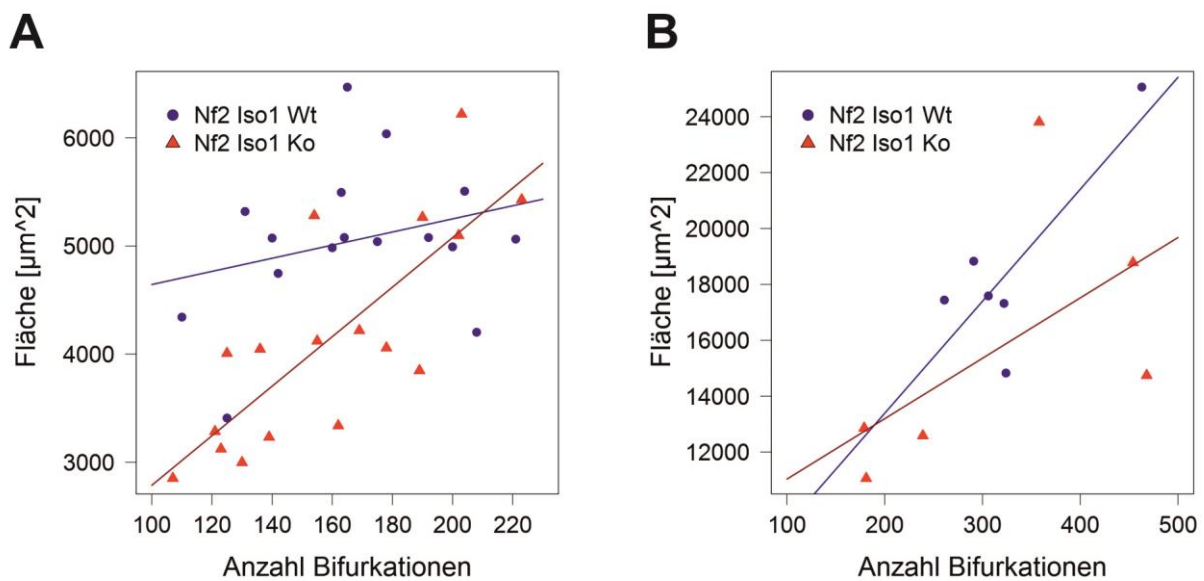 A
Nf2 Iso1 Wt
Nf2 Iso1 Ko
Fläche [µm^2]
6000
5000
4000
3000
100 120 140 160 180 200 220
Anzahl Bifurkationen
B
Nf2 Iso1 Wt
Nf2 Iso1 Ko
Fläche [µm^2]
24000
22000
20000
18000
16000
14000
12000
100 200 300 400 500
Anzahl Bifurkationen